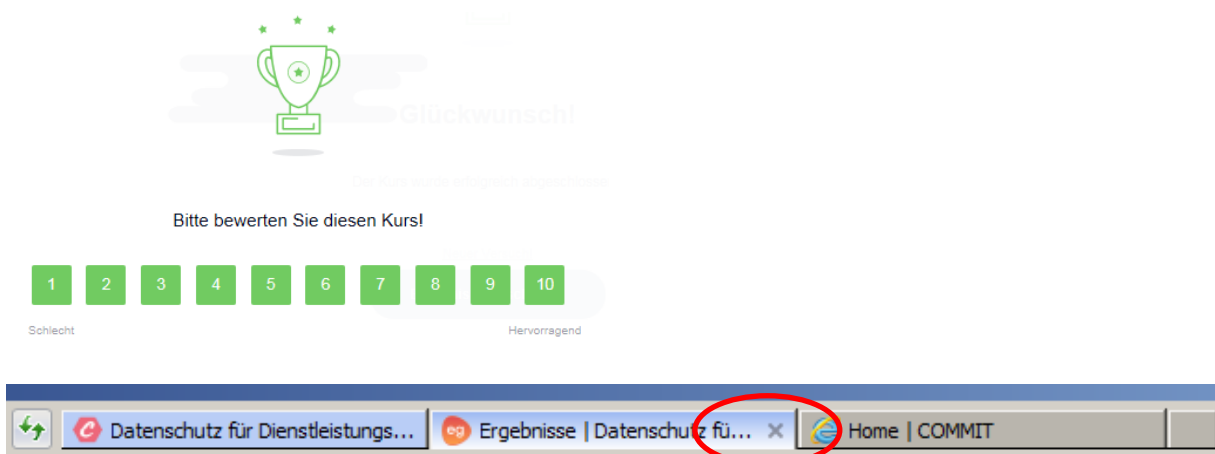 Glückwunsch!
Bitte bewerten Sie diesen Kurs!
1 2 3 4 5 6 7 8 9 10
Schlecht Hervorragend
Datenschutz für Dienstleistungs... Ergebnisse | Datenschutz fü... Home | COMMIT